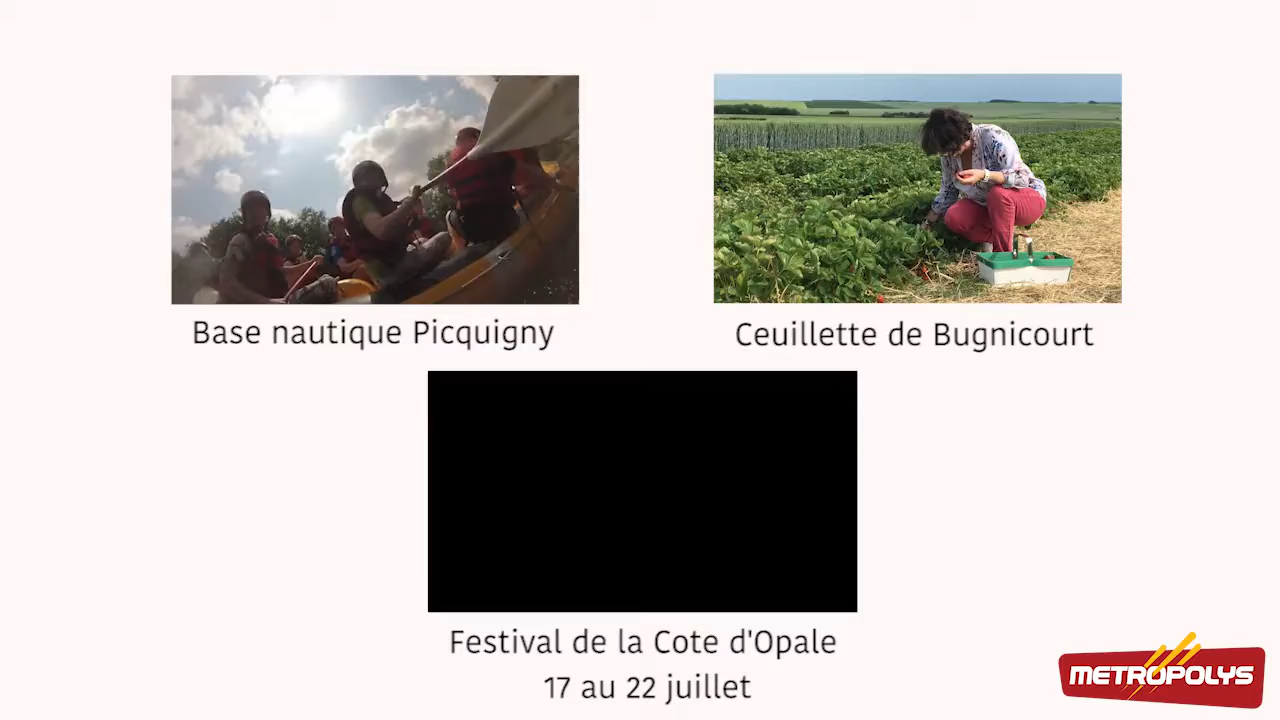 Base nautique Picquigny
Ceuillette de Bugnicourt
Festival de la Cote d'Opale
17 au 22 juillet
METROPOLYS